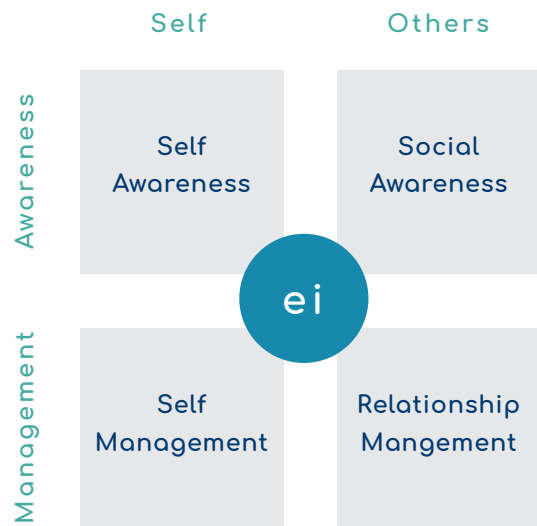 Self
Others
Awareness
Self
Awareness
Social
Awareness
ei
Management
Self
Management
Relationship
Mangement